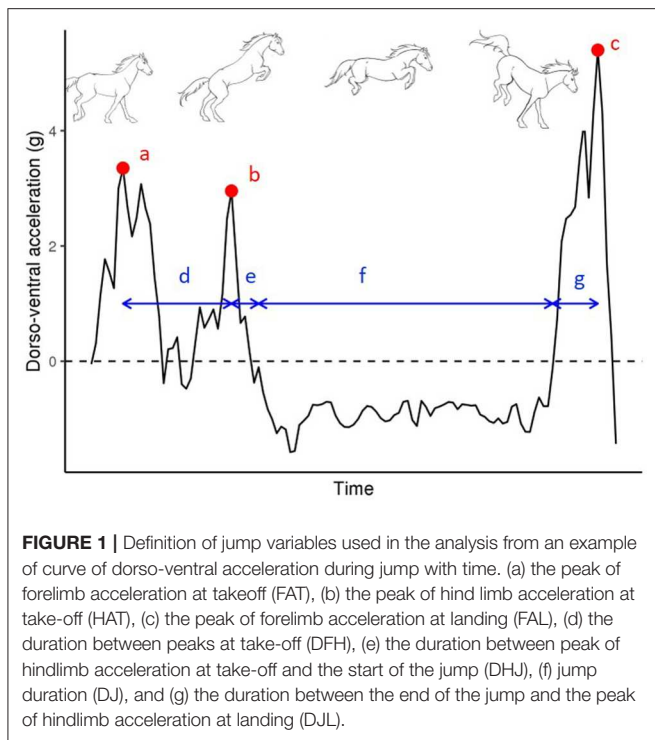 c
a
b
4
2
0
d
e
f
g
Dorso-ventral acceleration (g)
Time
FIGURE 1 | Definition of jump variables used in the analysis from an example
of curve of dorso-ventral acceleration during jump with time. (a) the peak of
forelimb acceleration at takeoff (FAT), (b) the peak of hind limb acceleration at
take-off (HAT), (c) the peak of forelimb acceleration at landing (FAL), (d) the
duration between peaks at take-off (DFH), (e) the duration between peak of
hindlimb acceleration at take-off and the start of the jump (DHJ), (f) jump
duration (DJ), and (g) the duration between the end of the jump and the peak
of hindlimb acceleration at landing (DJL).